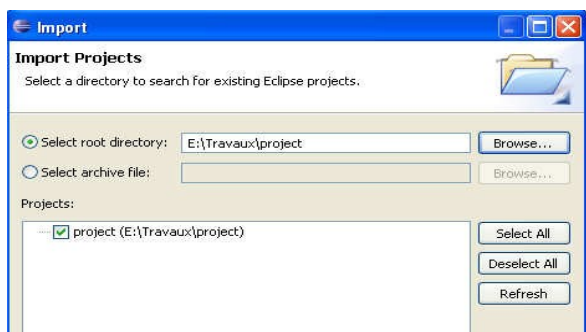 Import
Import Projects
Select a directory to search for existing Eclipse projects.
Select root directory: E:\Travaux\project Browse...
Select archive file: Browse...
Projects:
project (E:\Travaux\project)
Select All
Deselect All
Refresh